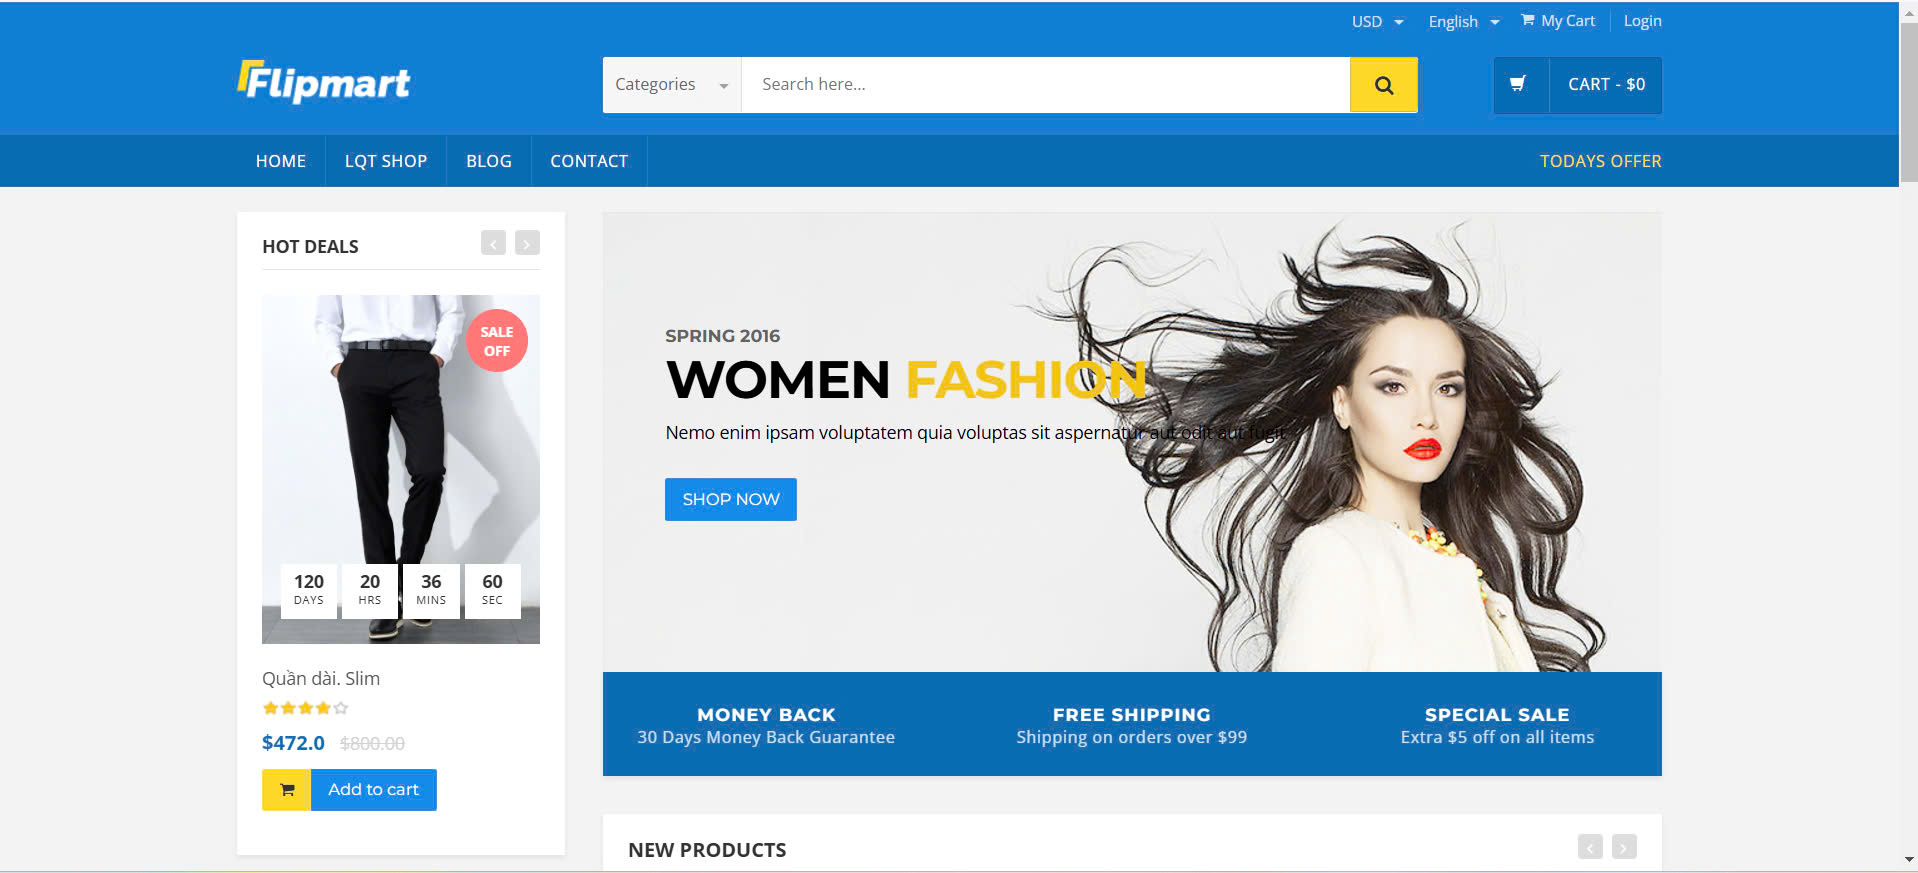 USD English My Cart Login
Flipmart
Categories Search here... CART - $0
HOME LQT SHOP BLOG CONTACT TODAYS OFFER
HOT DEALS
SALE
OFF
120 20 36 60
DAYS HRS MINS SEC
Quần dài. Slim
$472.0 $800.00
Add to cart
SPRING 2016
WOMEN FASHION
Nemo enim ipsam voluptatem quia voluptas sit aspernatur aut odit aut fugit
SHOP NOW
MONEY BACK FREE SHIPPING SPECIAL SALE
30 Days Money Back Guarantee Shipping on orders over $99 Extra $5 off on all items
NEW PRODUCTS